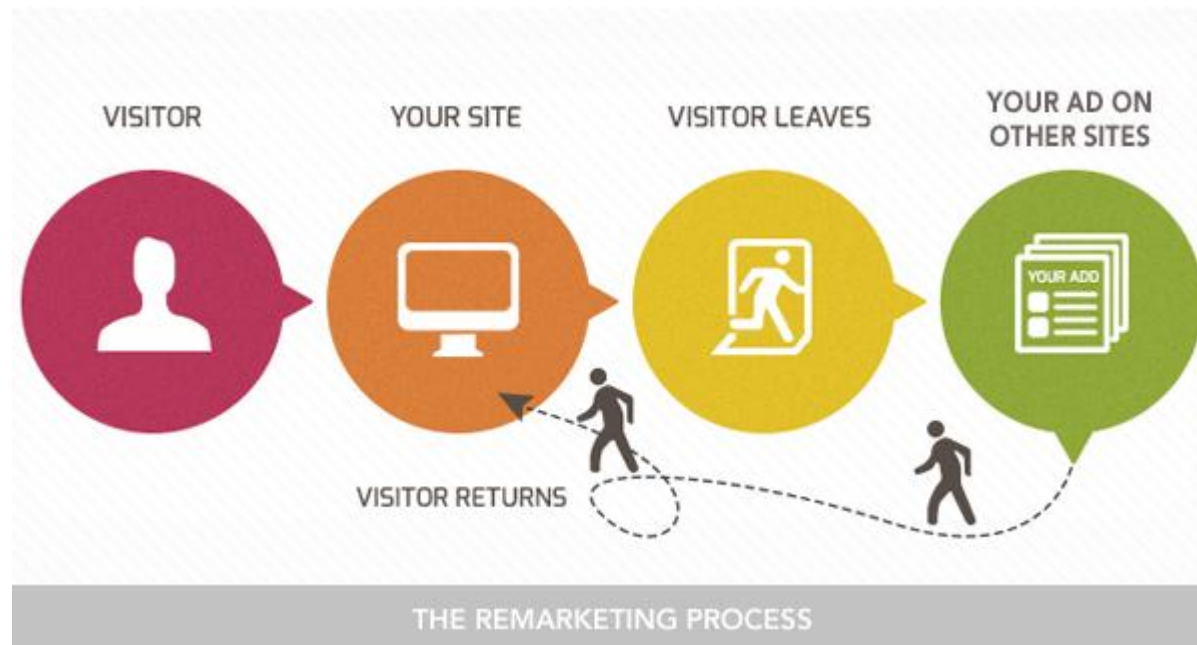 VISITOR
YOUR SITE
VISITOR LEAVES
YOUR AD ON
OTHER SITES
YOUR ADD
VISITOR RETURNS
THE REMARKETING PROCESS